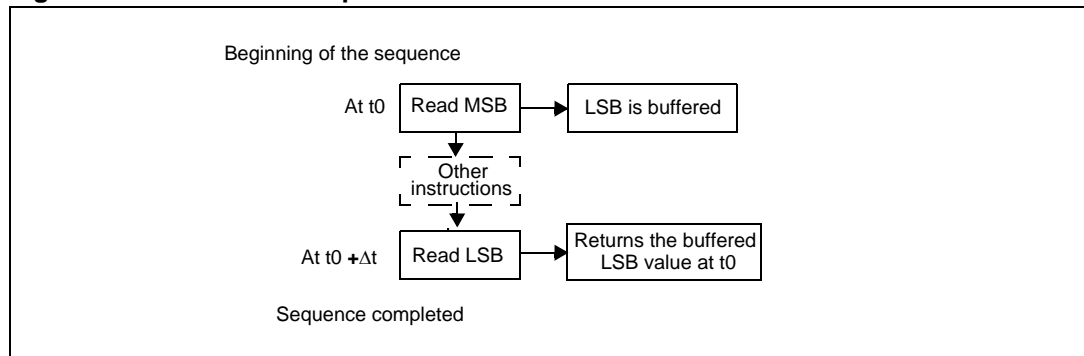 Beginning of the sequence
At t0
Read MSB
LSB is buffered
Other
instructions
At t0 +Δt
Read LSB
Returns the buffered
LSB value at t0
Sequence completed